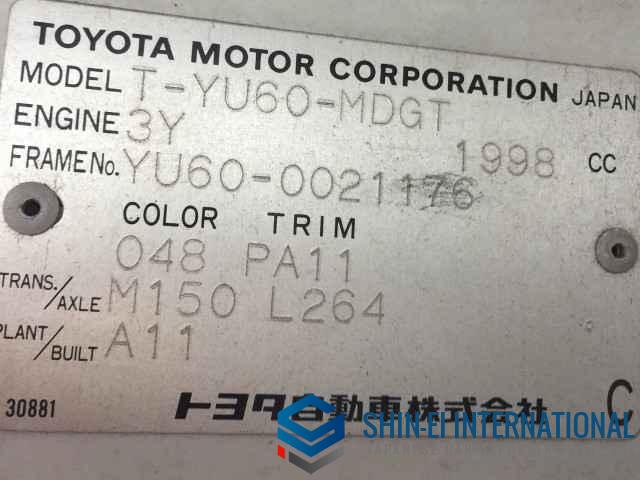 TOYOTA MOTOR CORPORATION JAPAN
MODEL T-YU60-MDGT
ENGINE 3Y 1998 CC
FRAME No. YU60-0021176
COLOR TRIM
048 PA11
TRANS./AXLE M150 L264
PLANT/BUILT A11
30881 トヨタ自動車株式会社 C
SHIN-EI INTERNATIONAL